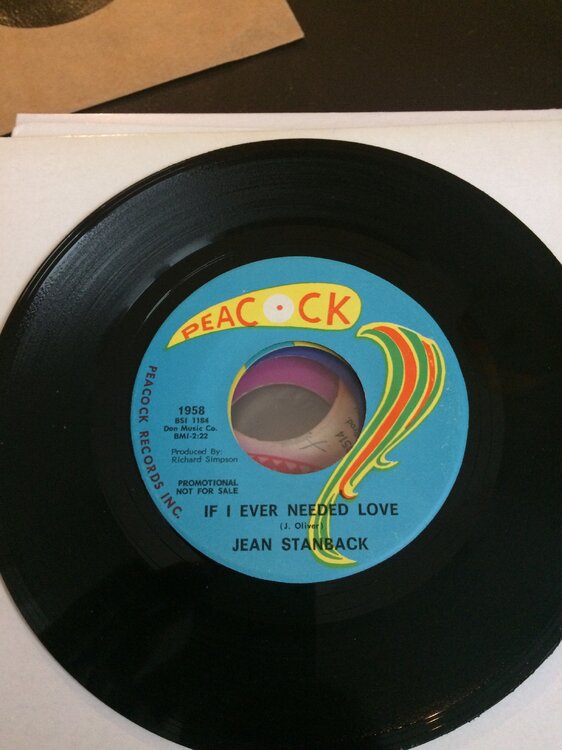 PEACOCK
1958
BSI 1184
Don Music Co.
BMI-2:22
Produced By:
Richard Simpson
PROMOTIONAL
NOT FOR SALE
PEACOCK RECORDS INC.
IF I EVER NEEDED LOVE
(J. Oliver)
JEAN STANBACK